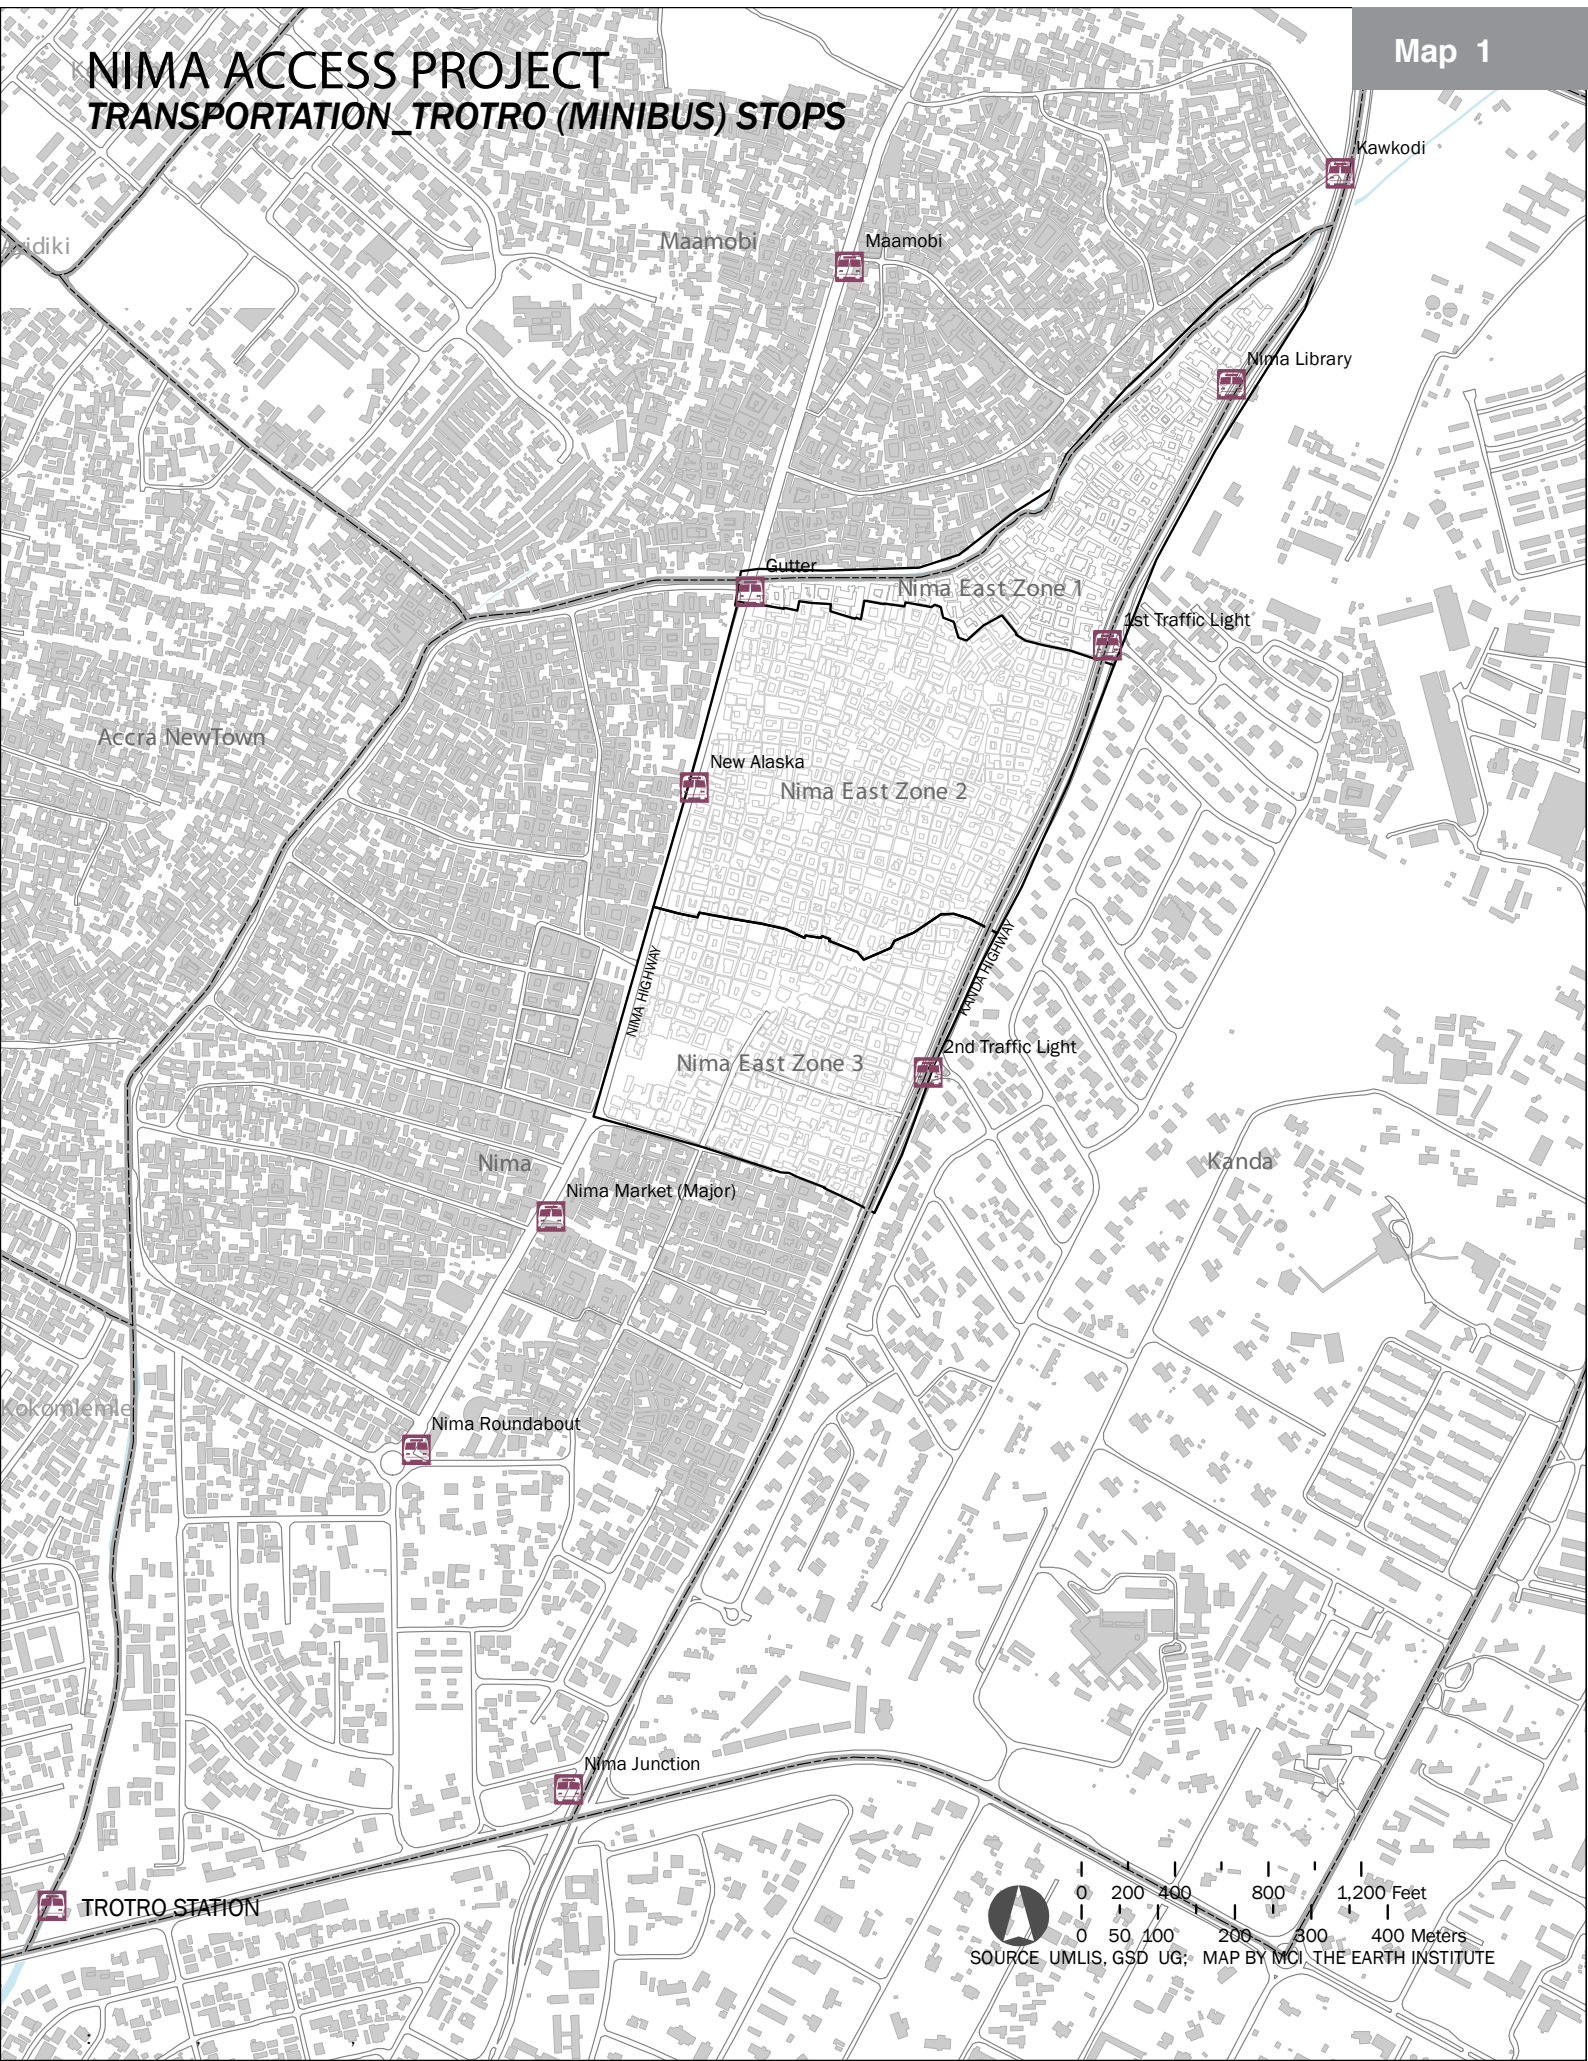 Map 1
NIMA ACCESS PROJECT
TRANSPORTATION_TROTRO (MINIBUS) STOPS
Kawkodi
Maamobi
Maamobi
Nima Library
Gutter
Nima East Zone 1
1st Traffic Light
Accra NewTown
New Alaska
Nima East Zone 2
NIMA HIGHWAY
KANDA HIGHWAY
2nd Traffic Light
Nima East Zone 3
Nima
Kanda
Nima Market (Major)
Kokomlemle
Nima Roundabout
Nima Junction
TROTRO STATION
0 200 400 800 1,200 Feet
0 50 100 200 300 400 Meters
SOURCE UMLIS, GSD UG; MAP BY MCI THE EARTH INSTITUTE